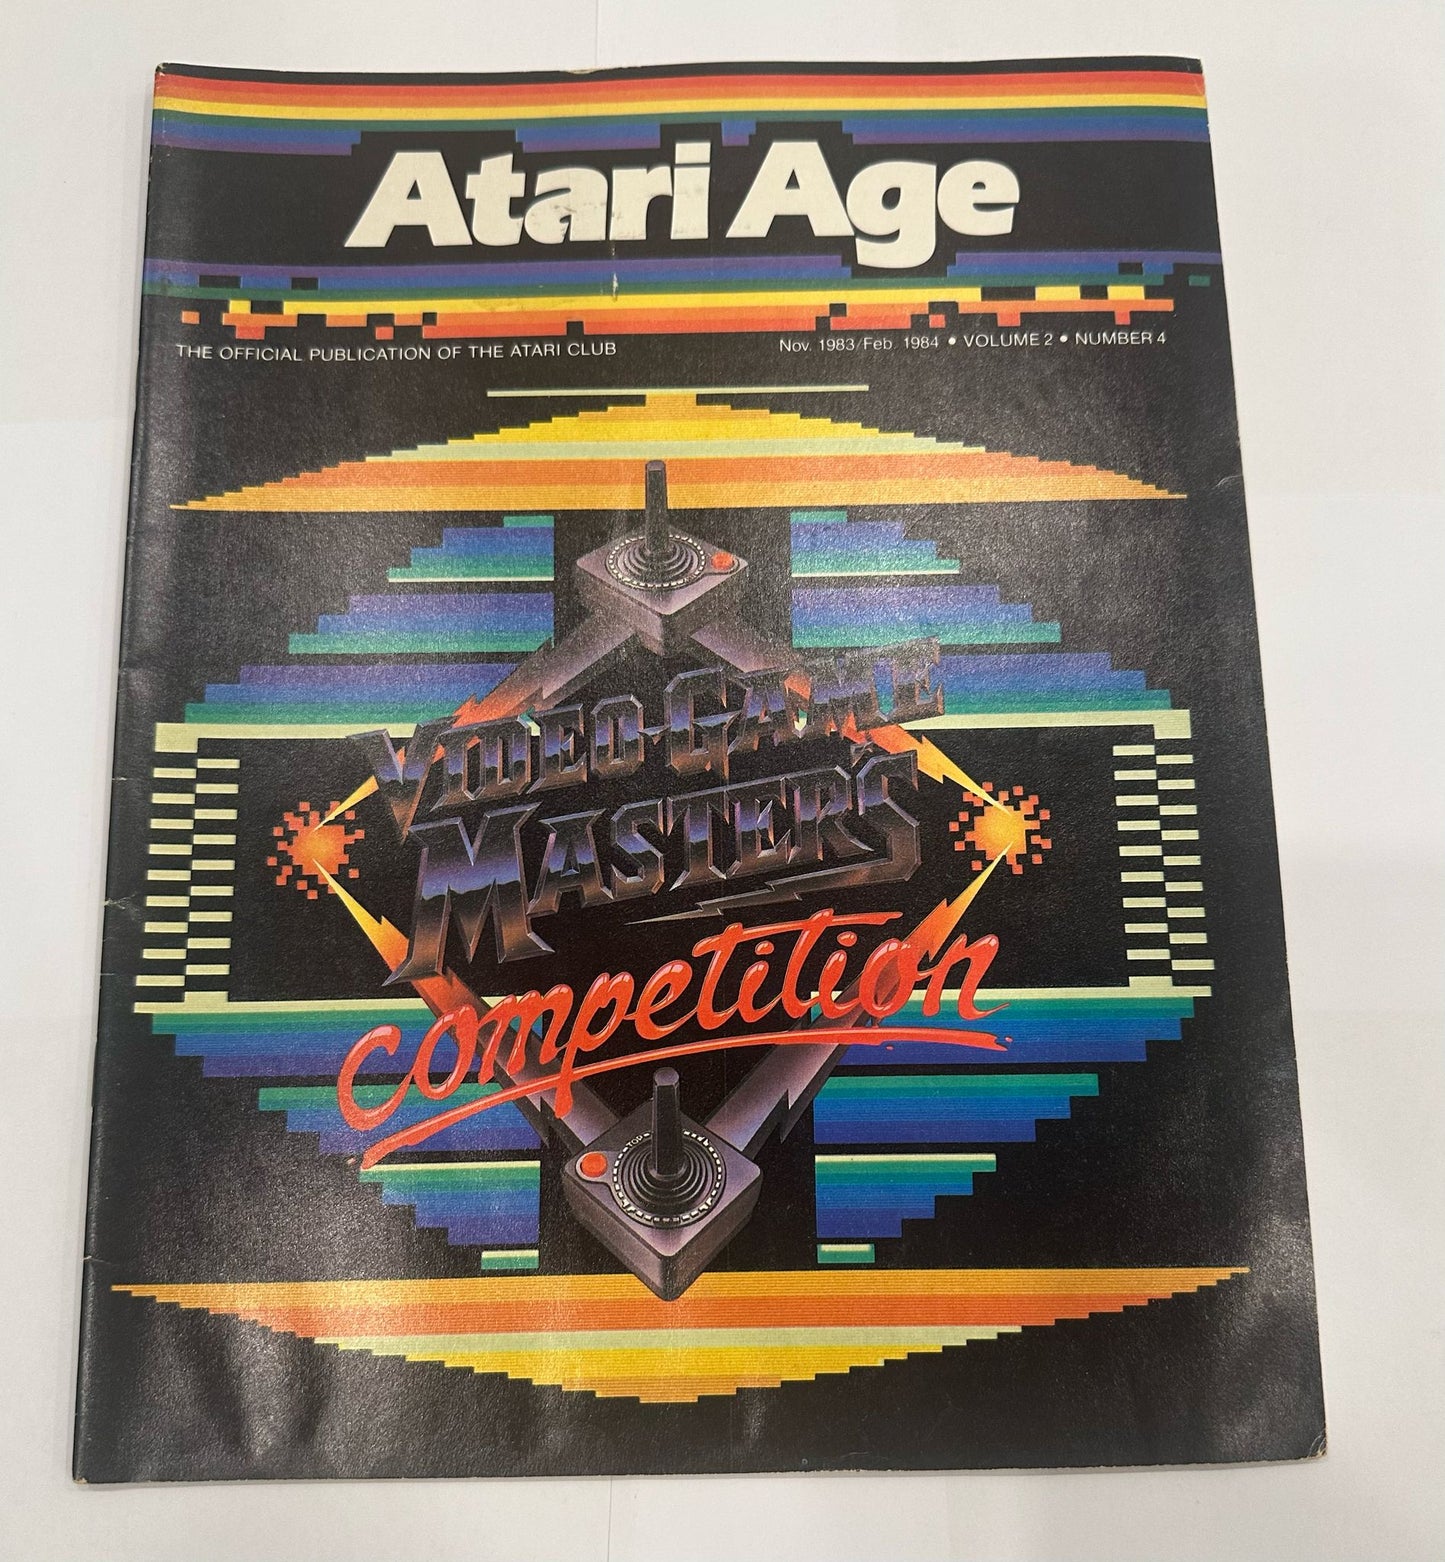 Atari Age
THE OFFICIAL PUBLICATION OF THE ATARI CLUB
Nov. 1983/Feb. 1984 • VOLUME 2 • NUMBER 4
VIDEO-GAME
MASTER'S
competition
TOP